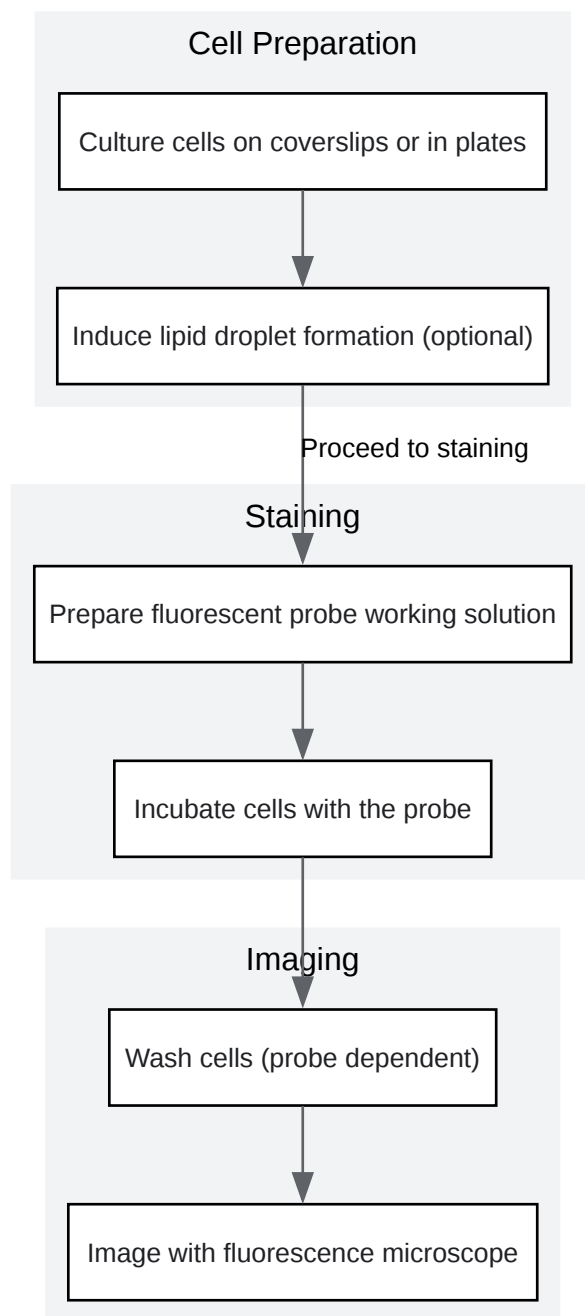 Cell Preparation
Culture cells on coverslips or in plates
Induce lipid droplet formation (optional)
Proceed to staining
Staining
Prepare fluorescent probe working solution
Incubate cells with the probe
Imaging
Wash cells (probe dependent)
Image with fluorescence microscope